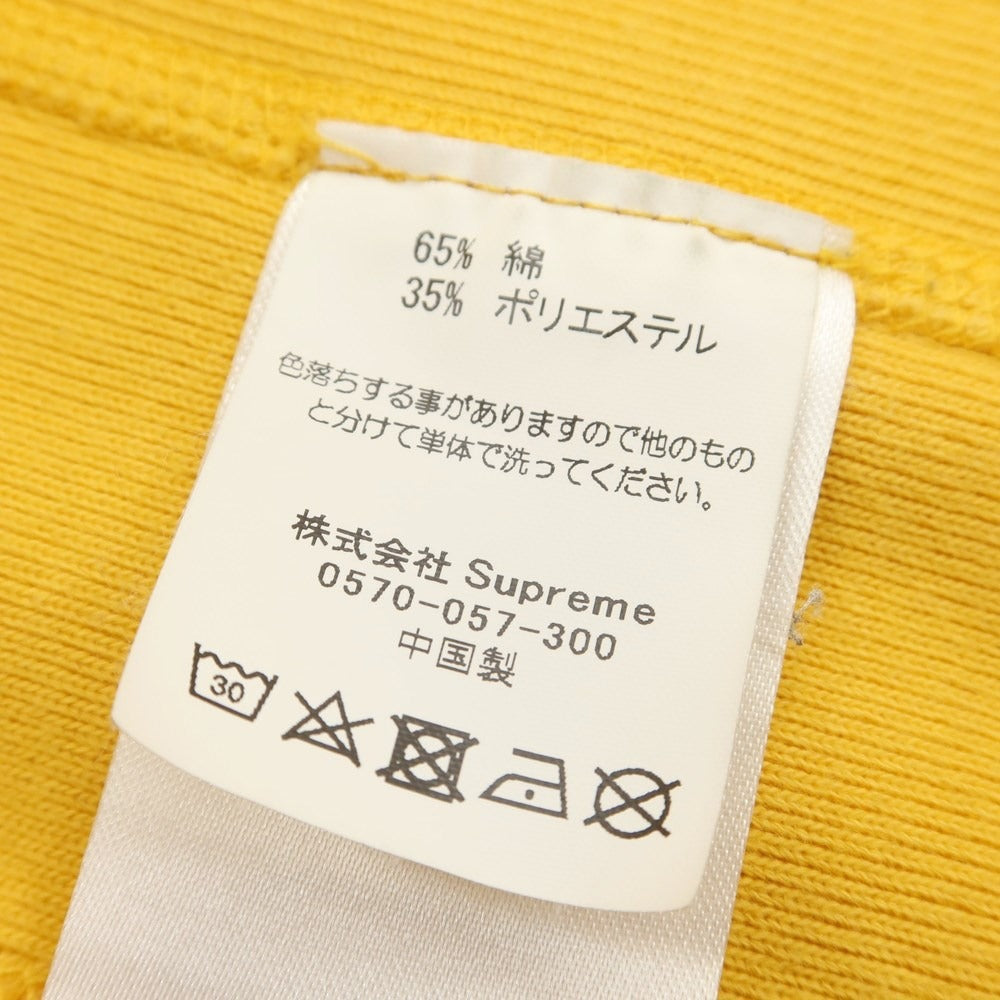 65% 綿
35% ポリエステル
色落ちする事がありますので他のもの
と分けて単体で洗ってください。
株式会社 Supreme
0570-057-300
中国製
30